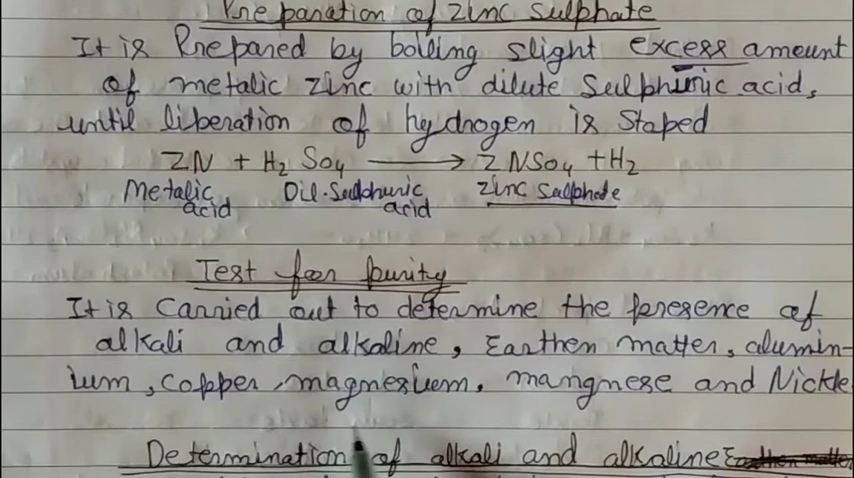 Preparation of Zinc Sulphate
It is Prepared by boiling slight excess amount
of metalic zinc with dilute Sulphuric acid,
until liberation of hydrogen is Staped
ZN + H2 SO4 → ZNSO4 + H2
Metalic Dil. Sulphuric Zinc Sulphate
acid acid
Test for purity
It is Carried out to determine the presence of
alkali and alkaline, Earthen matter, alumin-
ium, Copper, magnesium, mangnese and Nickle
Determination of alkali and alkaline